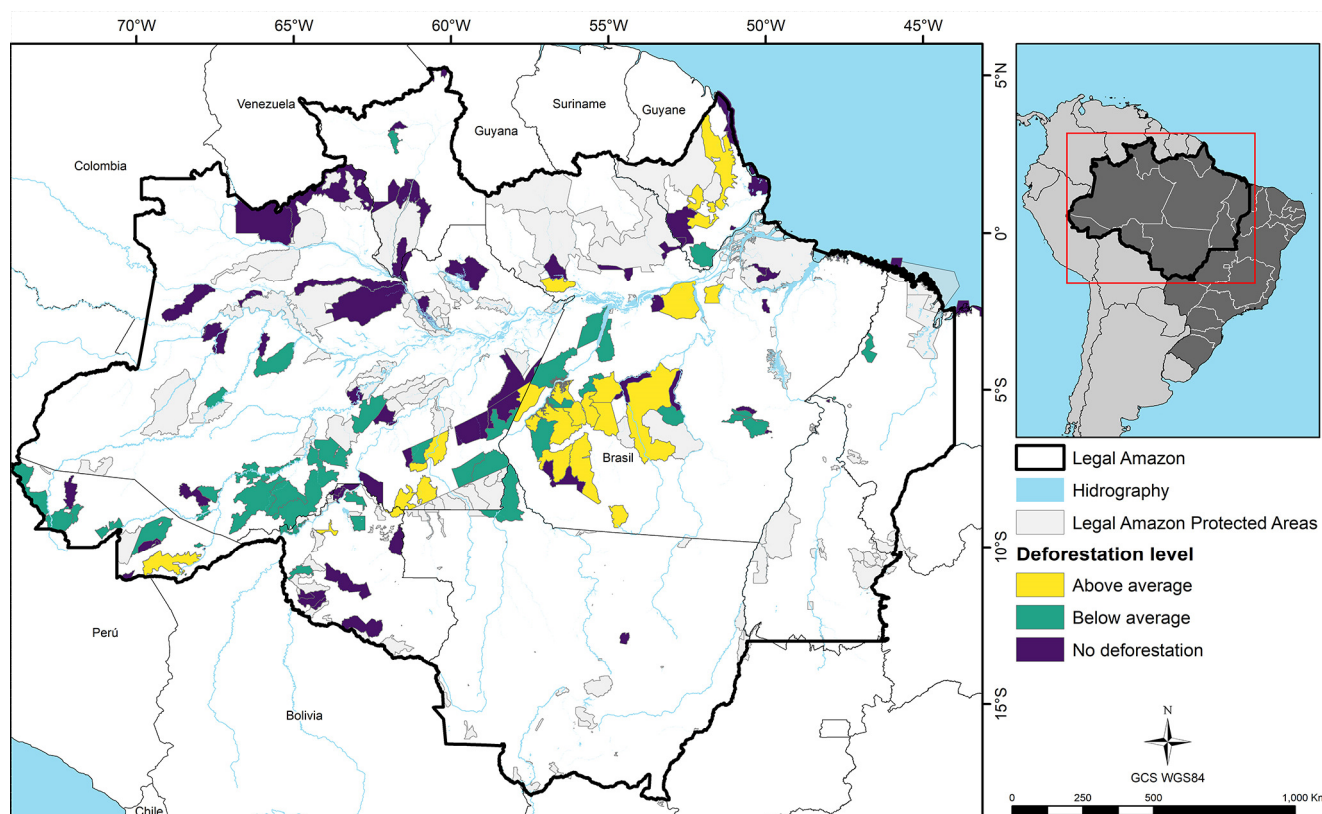 70°W 65°W 60°W 55°W 50°W 45°W
5°N
0°
5°S
10°S
15°S
Venezuela
Suriname
Guyane
Guyana
Colombia
Brasil
Perú
Bolivia
Chile
Legal Amazon
Hidrography
Legal Amazon Protected Areas
Deforestation level
Above average
Below average
No deforestation
N
GCS WGS84
0 250 500 1,000 Km